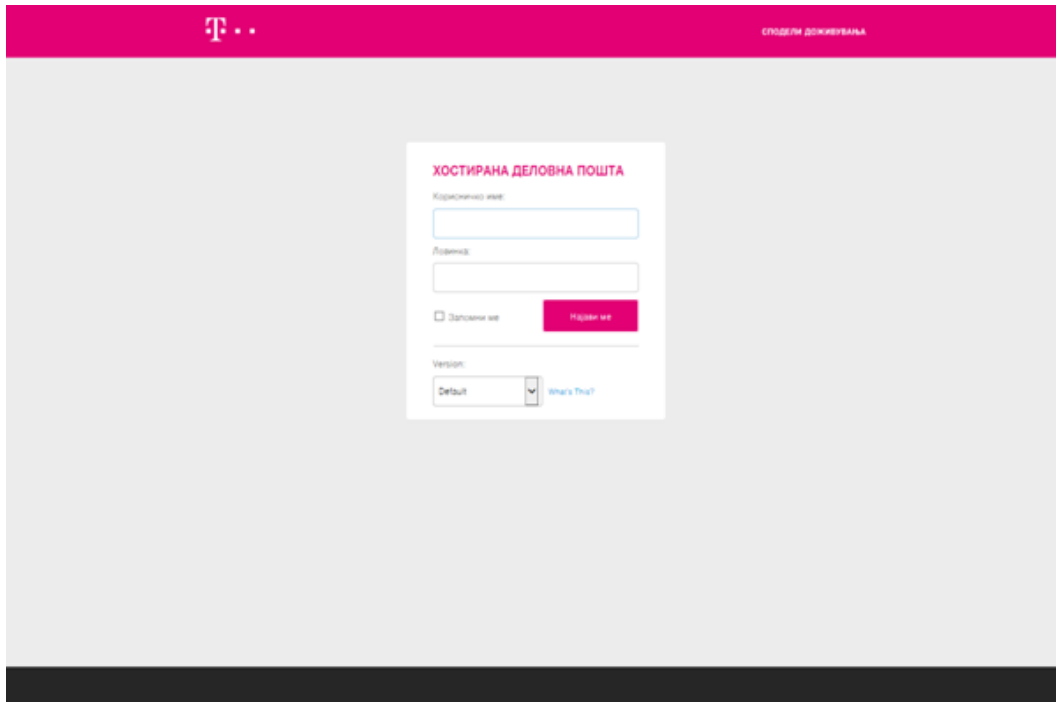 T
СПОДЕЛИ ДОЖИВУВАЊА
ХОСТИРАНА ДЕЛОВНА ПОШТА
Корисничко име:
Лозинка:
Запомни ме
Најави ме
Version:
Default
What's This?